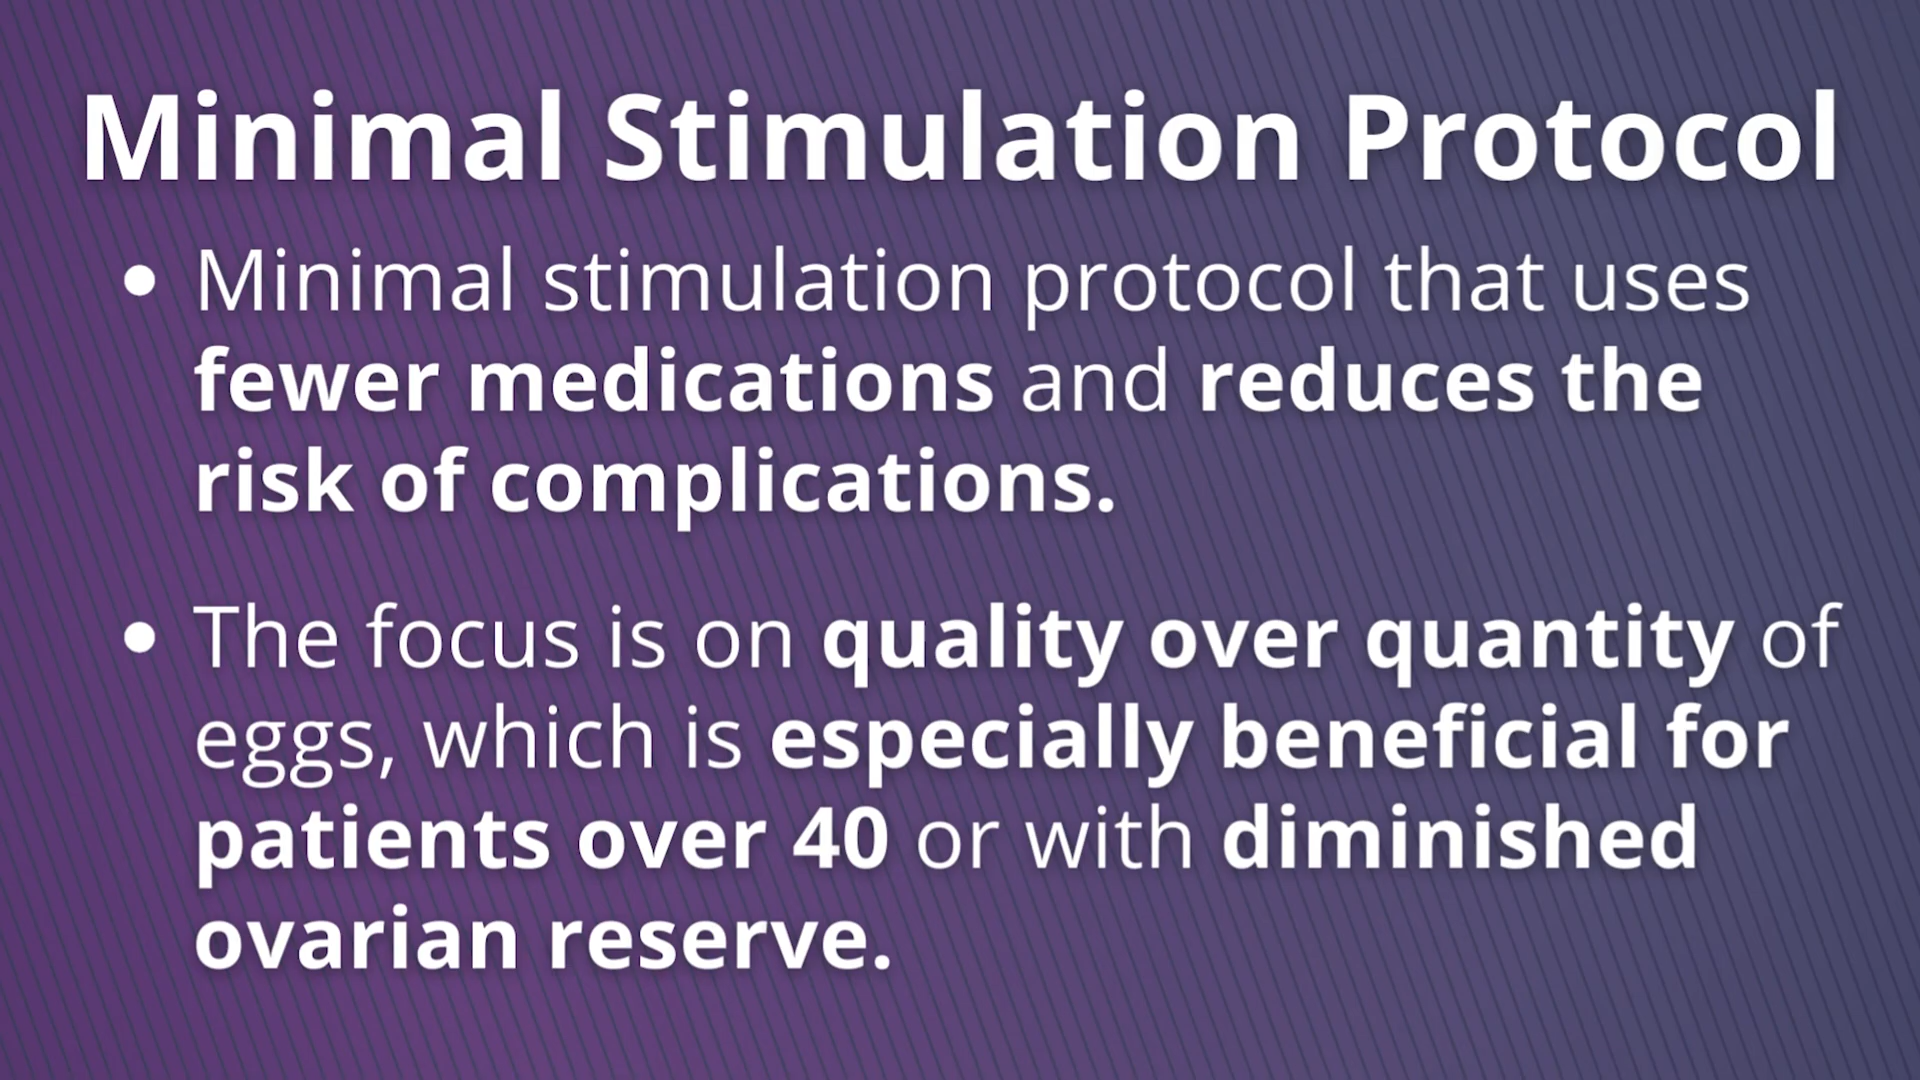 Minimal Stimulation Protocol
• Minimal stimulation protocol that uses
fewer medications and reduces the
risk of complications.
• The focus is on quality over quantity of
eggs, which is especially beneficial for
patients over 40 or with diminished
ovarian reserve.